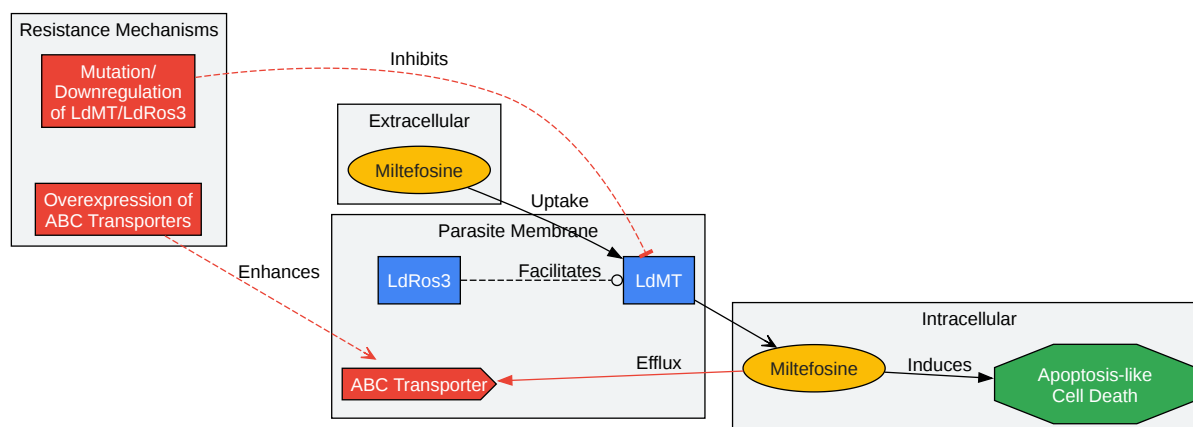 Resistance Mechanisms
Mutation/
Downregulation
of LdMT/LdRos3
Inhibits
Extracellular
Miltefosine
Overexpression of
ABC Transporters
Uptake
Parasite Membrane
Enhances
LdRos3
Facilitates
LdMT
Intracellular
ABC Transporter
Efflux
Miltefosine
Induces
Apoptosis-like
Cell Death